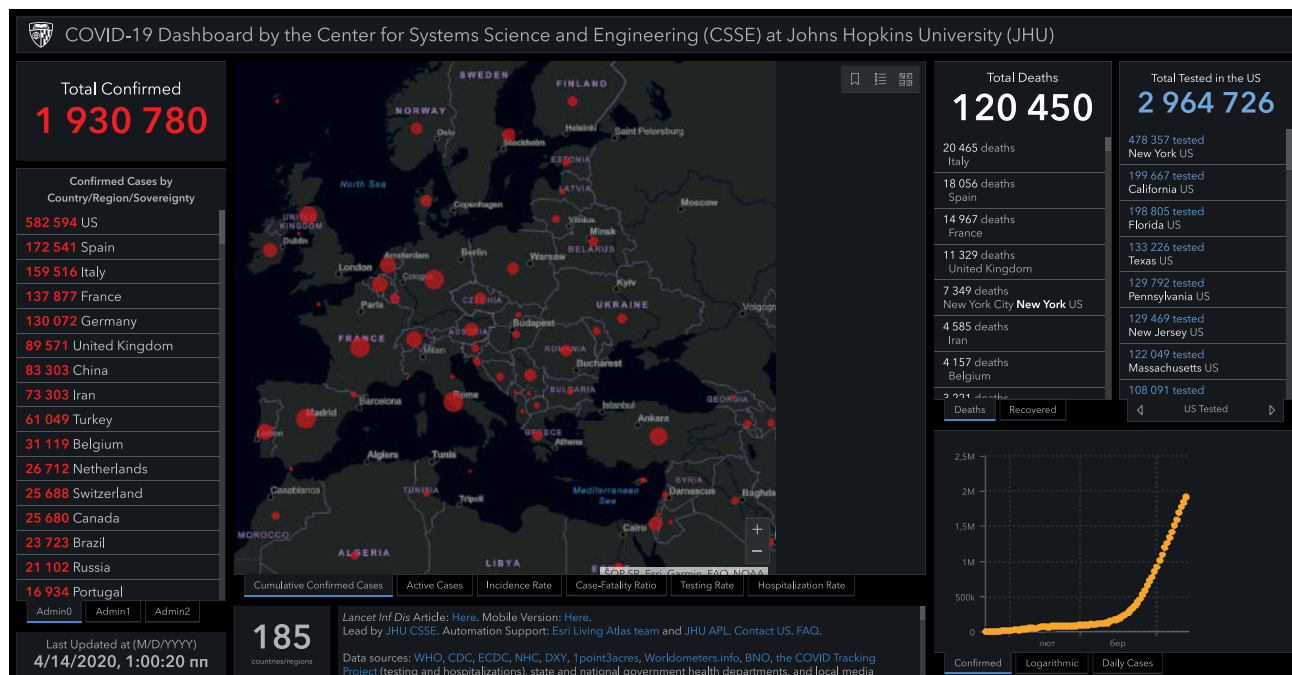 COVID-19 Dashboard by the Center for Systems Science and Engineering (CSSE) at Johns Hopkins University (JHU)
Total Confirmed
1 930 780
Confirmed Cases by
Country/Region/Sovereignty
582 594 US
172 541 Spain
159 516 Italy
137 877 France
130 072 Germany
89 571 United Kingdom
83 303 China
73 303 Iran
61 049 Turkey
31 119 Belgium
26 712 Netherlands
25 688 Switzerland
25 680 Canada
23 723 Brazil
21 102 Russia
16 934 Portugal
Admin0 Admin1 Admin2
Last Updated at (M/D/YYYY)
4/14/2020, 1:00:20 пп
SWEDEN
FINLAND
NORWAY
Oslo
Helsinki
Saint Petersburg
Stockholm
ESTONIA
North Sea
LATVIA
Moscow
Copenhagen
UNITED
KINGDOM
Vilnius
Minsk
Dublin
BELARUS
Amsterdam
Berlin
Warsaw
London
Cologne
Kyiv
Paris
CZECHIA
UKRAINE
Volgogr
Budapest
FRANCE
AUSTRIA
Milan
ROMANIA
Bucharest
BULGARIA
Barcelona
Rome
GEORGIA
Madrid
Istanbul
Ankara
Lisbon
GREECE
Athens
Algiers
Tunis
SYRIA
Casablanca
TUNISIA
Mediterranean
Sea
Damascus
Baghda
Tripoli
Cairo
MOROCCO
ALGERIA
LIBYA
Esri, Garmin, FAO, NOAA
Cumulative Confirmed Cases Active Cases Incidence Rate Case-Fatality Ratio Testing Rate Hospitalization Rate
185
countries/regions
Lancet Inf Dis Article: Here. Mobile Version: Here.
Lead by JHU CSSE. Automation Support: Esri Living Atlas team and JHU APL. Contact US. FAQ.
Data sources: WHO, CDC, ECDC, NHC, DXY, 1point3acres, Worldometers.info, BNO, the COVID Tracking
Project (testing and hospitalizations), state and national government health departments, and local media
Total Deaths
120 450
20 465 deaths
Italy
18 056 deaths
Spain
14 967 deaths
France
11 329 deaths
United Kingdom
7 349 deaths
New York City New York US
4 585 deaths
Iran
4 157 deaths
Belgium
3 221 deaths
Deaths Recovered
Total Tested in the US
2 964 726
478 357 tested
New York US
199 667 tested
California US
198 805 tested
Florida US
133 226 tested
Texas US
129 792 tested
Pennsylvania US
129 469 tested
New Jersey US
122 049 tested
Massachusetts US
108 091 tested
US Tested
2,5M
2M
1,5M
1M
500k
0
лют бер
Confirmed Logarithmic Daily Cases